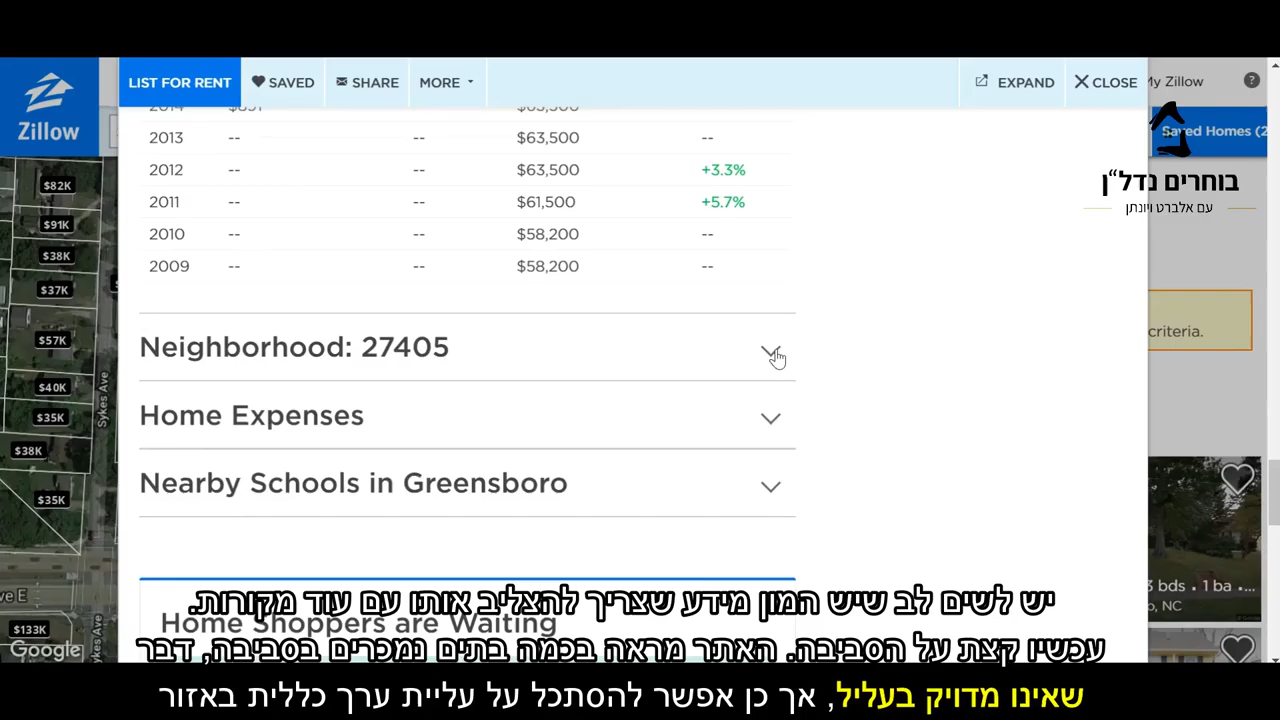 LIST FOR RENT SAVED SHARE MORE EXPAND CLOSE
My Zillow
Zillow
Saved Homes (2
בוחרים נדל"ן
עם אלברט ויונתן
2013 -- -- $63,500 --
2012 -- -- $63,500 +3.3%
2011 -- -- $61,500 +5.7%
2010 -- -- $58,200 --
2009 -- -- $58,200 --
$82K
$91K
$38K
$37K
$57K
$40K
$35K
$38K
$35K
$133K
Sykes Ave
ve E
Google
criteria.
Neighborhood: 27405
Home Expenses
Nearby Schools in Greensboro
Home Shoppers are Waiting
3 bds • 1 ba •
o, NC
יש לשים לב שיש המון מידע שצריך להצליב אותו עם עוד מקורות.
עכשיו קצת על הסביבה. האתר מראה בכמה בתים נמכרים בסביבה, דבר
שאינו מדויק בעליל, אך כן אפשר להסתכל על עליית ערך כללית באזור